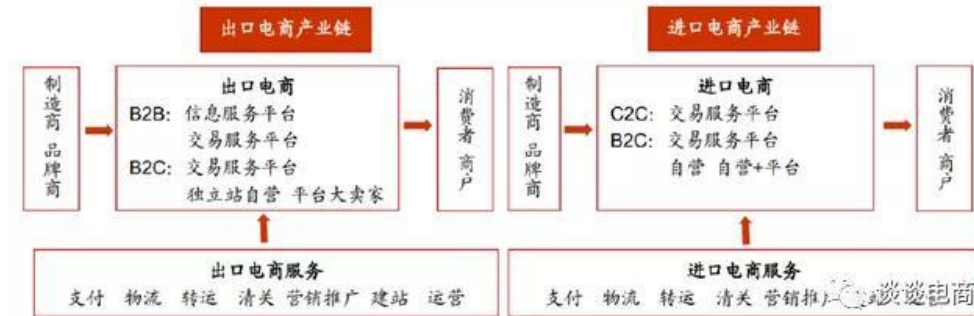 出口电商产业链
制造商 品牌商
出口电商
B2B: 信息服务平台
交易服务平台
B2C: 交易服务平台
独立站自营 平台大卖家
消费者 商户
出口电商服务
支付 物流 转运 清关 营销推广 建站 运营
进口电商产业链
制造商 品牌商
进口电商
C2C: 交易服务平台
B2C: 交易服务平台
自营 自营+平台
消费者 商户
进口电商服务
支付 物流 转运 清关 营销推广
谈谈电商